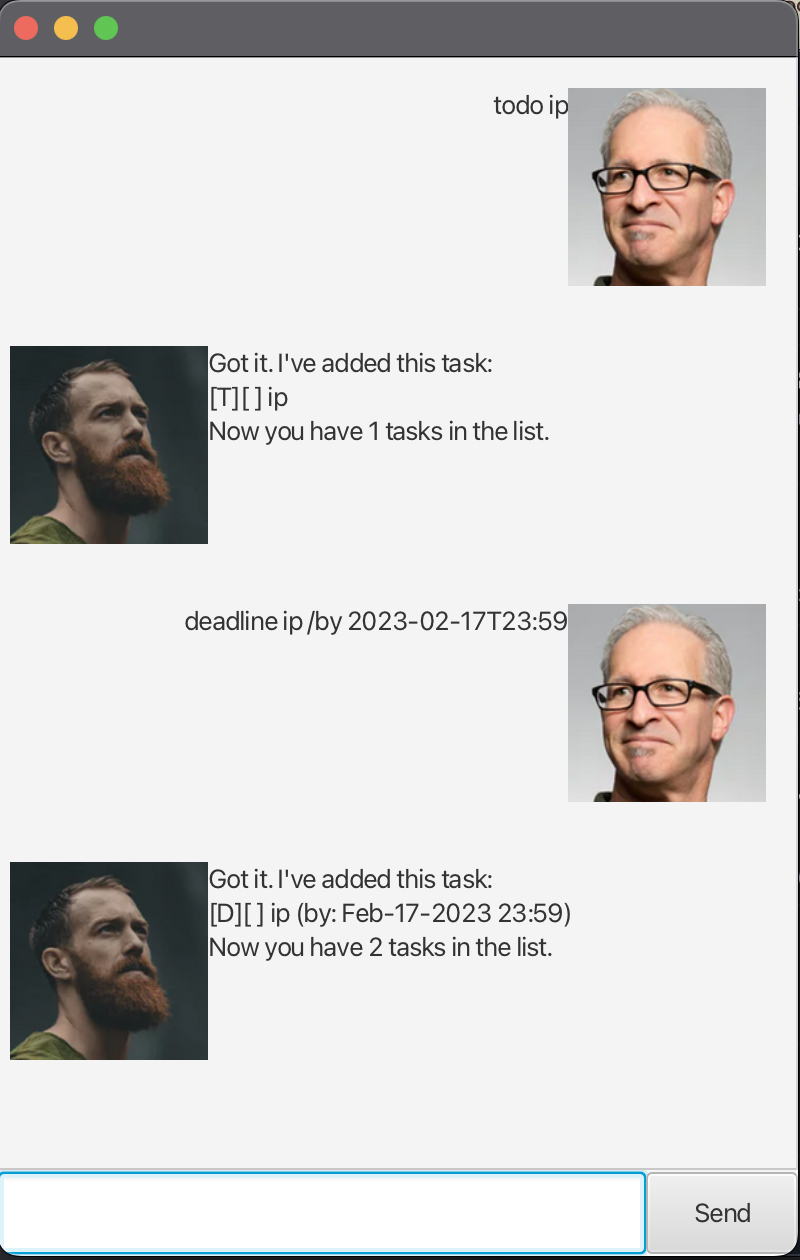 todo ip
Got it. I've added this task:
[T][ ] ip
Now you have 1 tasks in the list.
deadline ip /by 2023-02-17T23:59
Got it. I've added this task:
[D][ ] ip (by: Feb-17-2023 23:59)
Now you have 2 tasks in the list.
Send